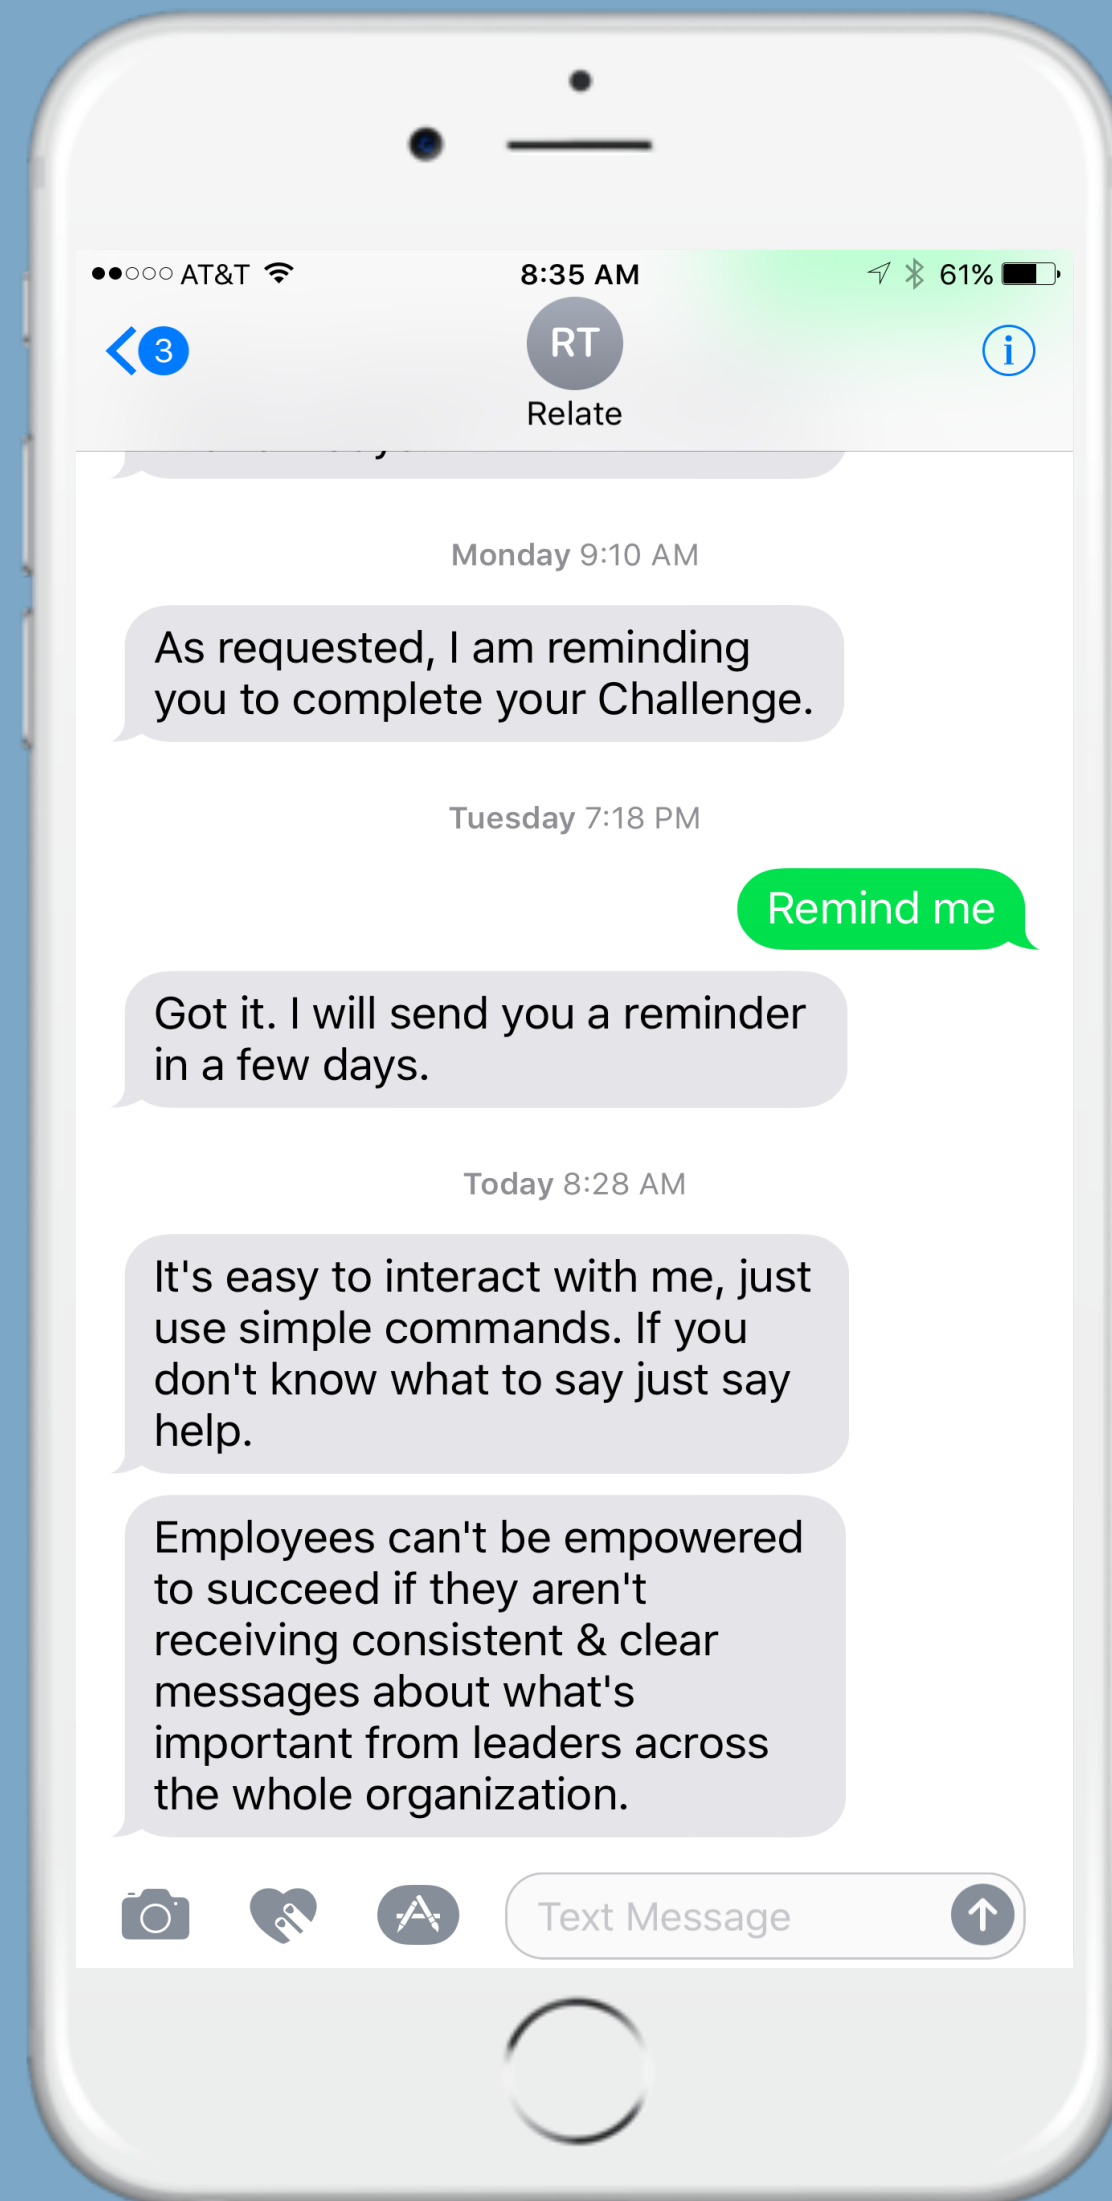 AT&T 8:35 AM 61%
3 RT i
Relate
Monday 9:10 AM
As requested, I am reminding
you to complete your Challenge.
Tuesday 7:18 PM
Remind me
Got it. I will send you a reminder
in a few days.
Today 8:28 AM
It's easy to interact with me, just
use simple commands. If you
don't know what to say just say
help.
Employees can't be empowered
to succeed if they aren't
receiving consistent & clear
messages about what's
important from leaders across
the whole organization.
Text Message